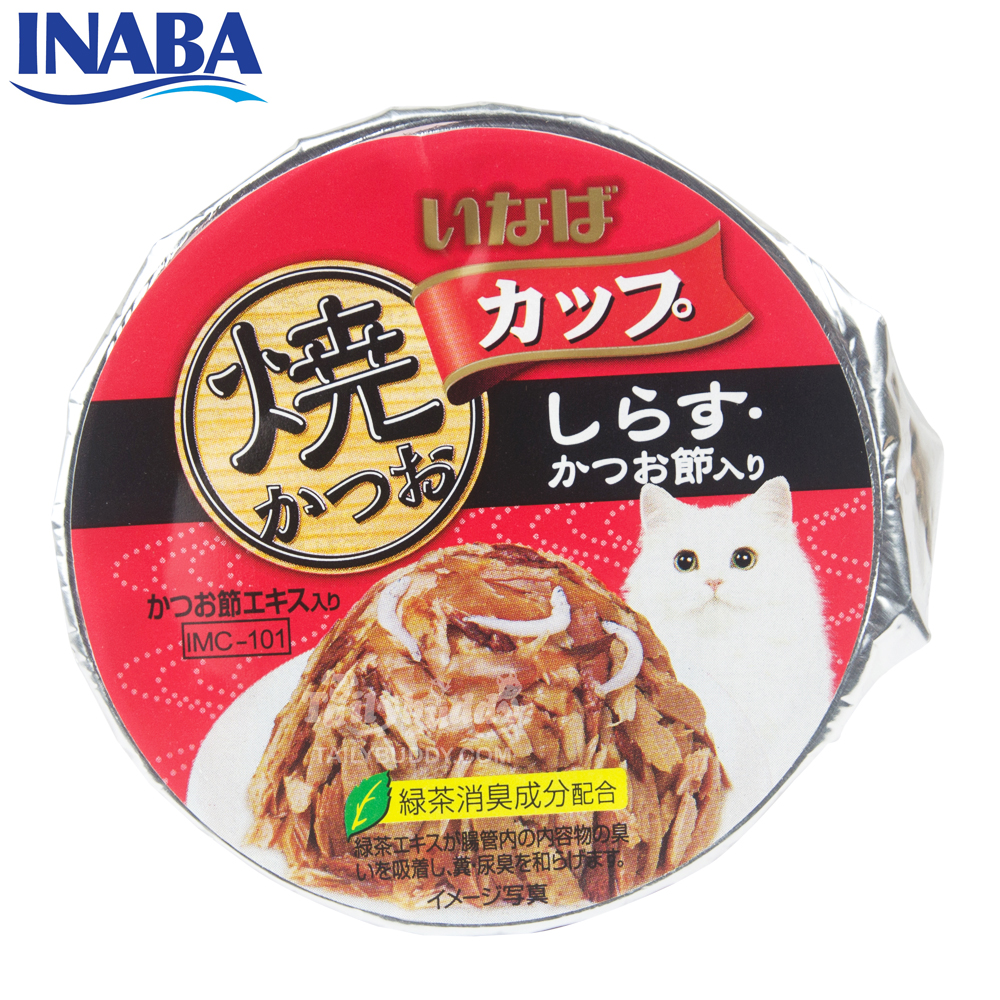 INABA
いなば
カップ
焼
かつお
しらす・
かつお節入り
かつお節エキス入り
IMC-101
TailyBuddy
TAILYBUDDY.COM
緑茶消臭成分配合
緑茶エキスが腸管内の内容物の臭
いを吸着し、糞・尿臭を和らげます。
イメージ写真